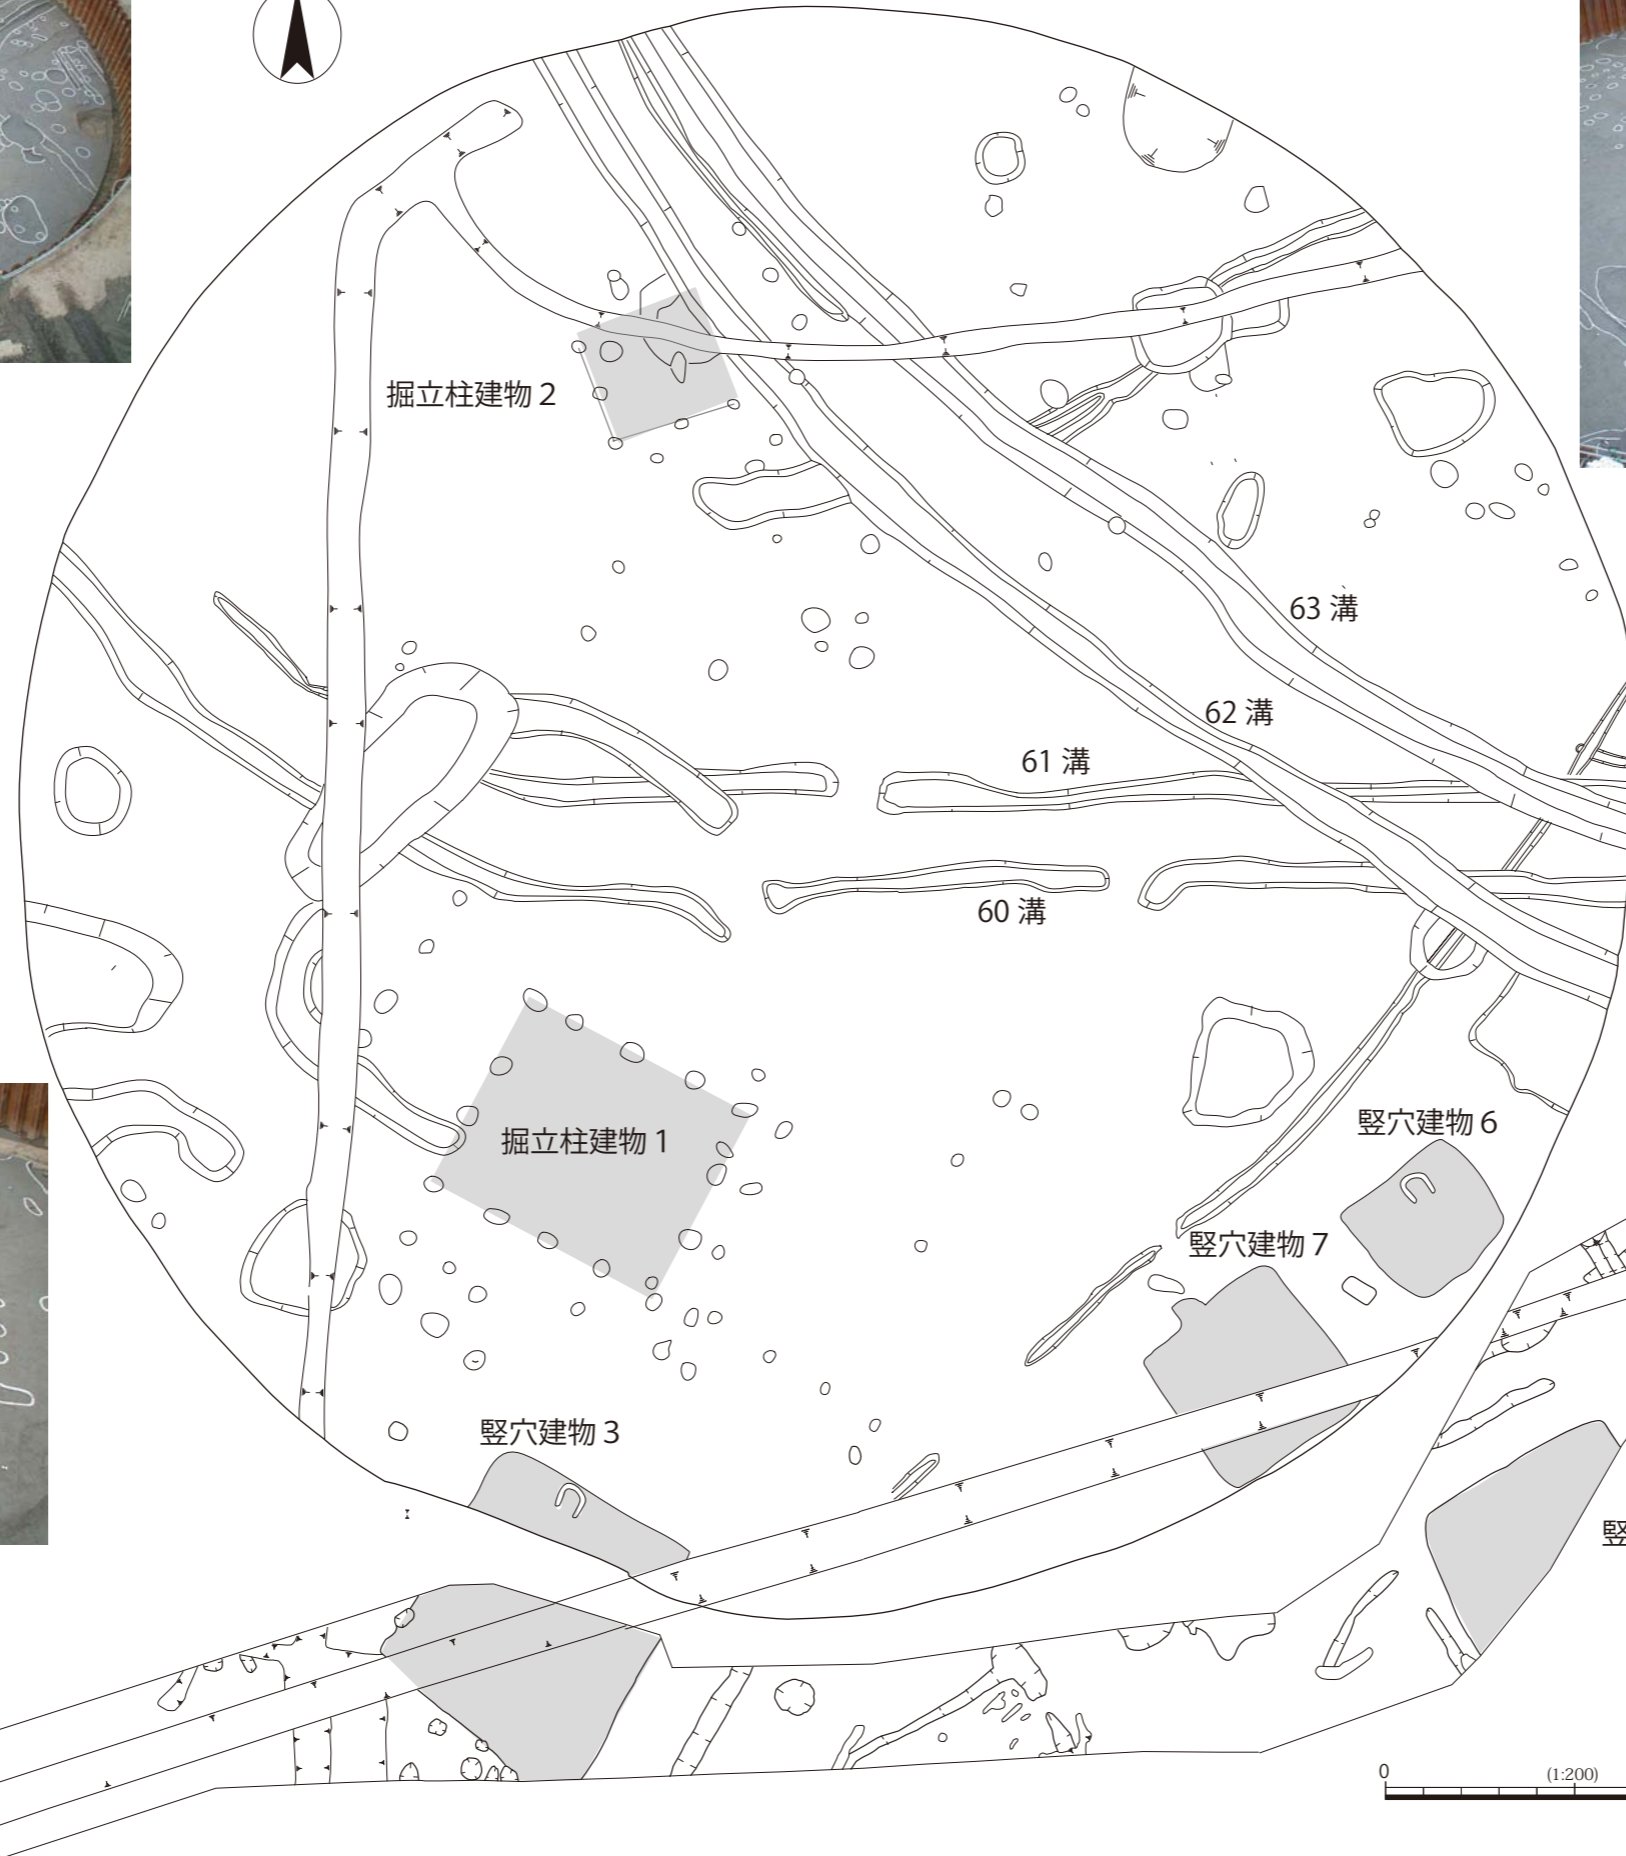 掘立柱建物 2
63 溝
62 溝
61 溝
60 溝
竪穴建物 6
掘立柱建物 1
竪穴建物 7
竪穴建物 3
竪
0 (1:200)